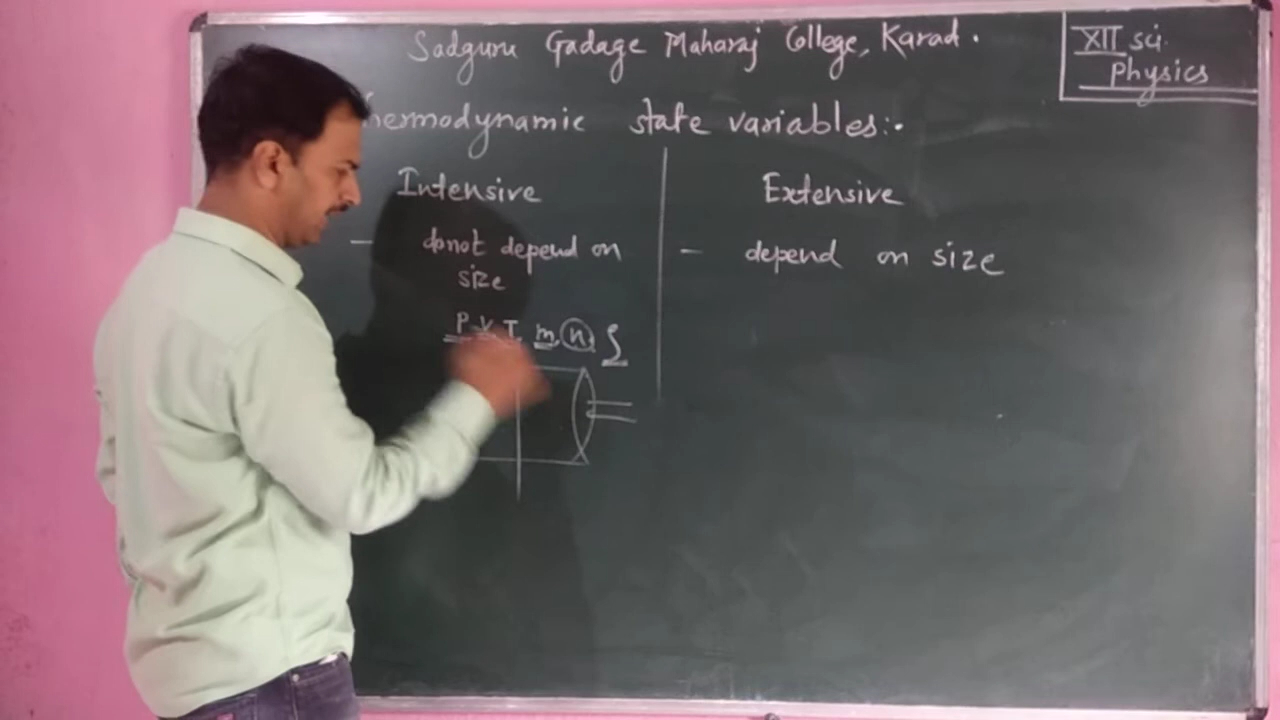 Sadguru Gadage Maharaj College, Karad.
XII sci.
Physics
hermodynamic state variables:-
Intensive
Extensive
- donot depend on
size
- depend on size
P, V, T, m, n, ρ